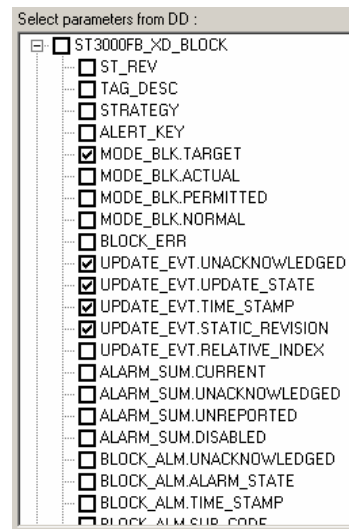 Select parameters from DD :
ST3000FB_XD_BLOCK
ST_REV
TAG_DESC
STRATEGY
ALERT_KEY
MODE_BLK.TARGET
MODE_BLK.ACTUAL
MODE_BLK.PERMITTED
MODE_BLK.NORMAL
BLOCK_ERR
UPDATE_EVT.UNACKNOWLEDGED
UPDATE_EVT.UPDATE_STATE
UPDATE_EVT.TIME_STAMP
UPDATE_EVT.STATIC_REVISION
UPDATE_EVT.RELATIVE_INDEX
ALARM_SUM.CURRENT
ALARM_SUM.UNACKNOWLEDGED
ALARM_SUM.UNREPORTED
ALARM_SUM.DISABLED
BLOCK_ALM.UNACKNOWLEDGED
BLOCK_ALM.ALARM_STATE
BLOCK_ALM.TIME_STAMP
BLOCK_ALM.SUB_CODE